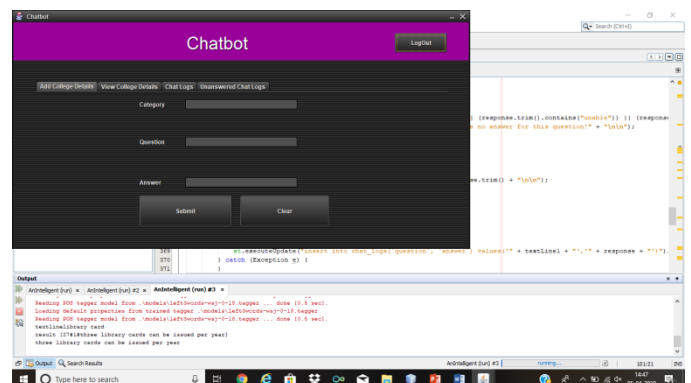 Chatbot
Search (Ctrl+I)
Chatbot
LogOut
Add College Details View College Details Chat Logs Unanswered Chat Logs
Category
Question
Answer
Submit Clear
(response.trim().contains("unable")) || (respons
no answer for this question!" + "\n\n");
se.trim() + "\n\n");
369 st.executeUpdate("insert into chat_logs(`question`, `answer`) values('" + textLine1 + "','" + response + "')").
370 } catch (Exception e) {
371 }
Output
AnIntelligent (run) AnIntelligent (run) #2 AnIntelligent (run) #3
Reading POS tagger model from .\models\left3words-wsj-0-18.tagger ... done [0.5 sec].
Loading default properties from trained tagger .\models\left3words-wsj-0-18.tagger
Reading POS tagger model from .\models\left3words-wsj-0-18.tagger ... done [0.6 sec].
textlinelibrary card
result [27#1#three library cards can be issued per year]
three library cards can be issued per year
Output Search Results AnIntelligent (run) #3 running... 101:21 INS
Type here to search 14:47